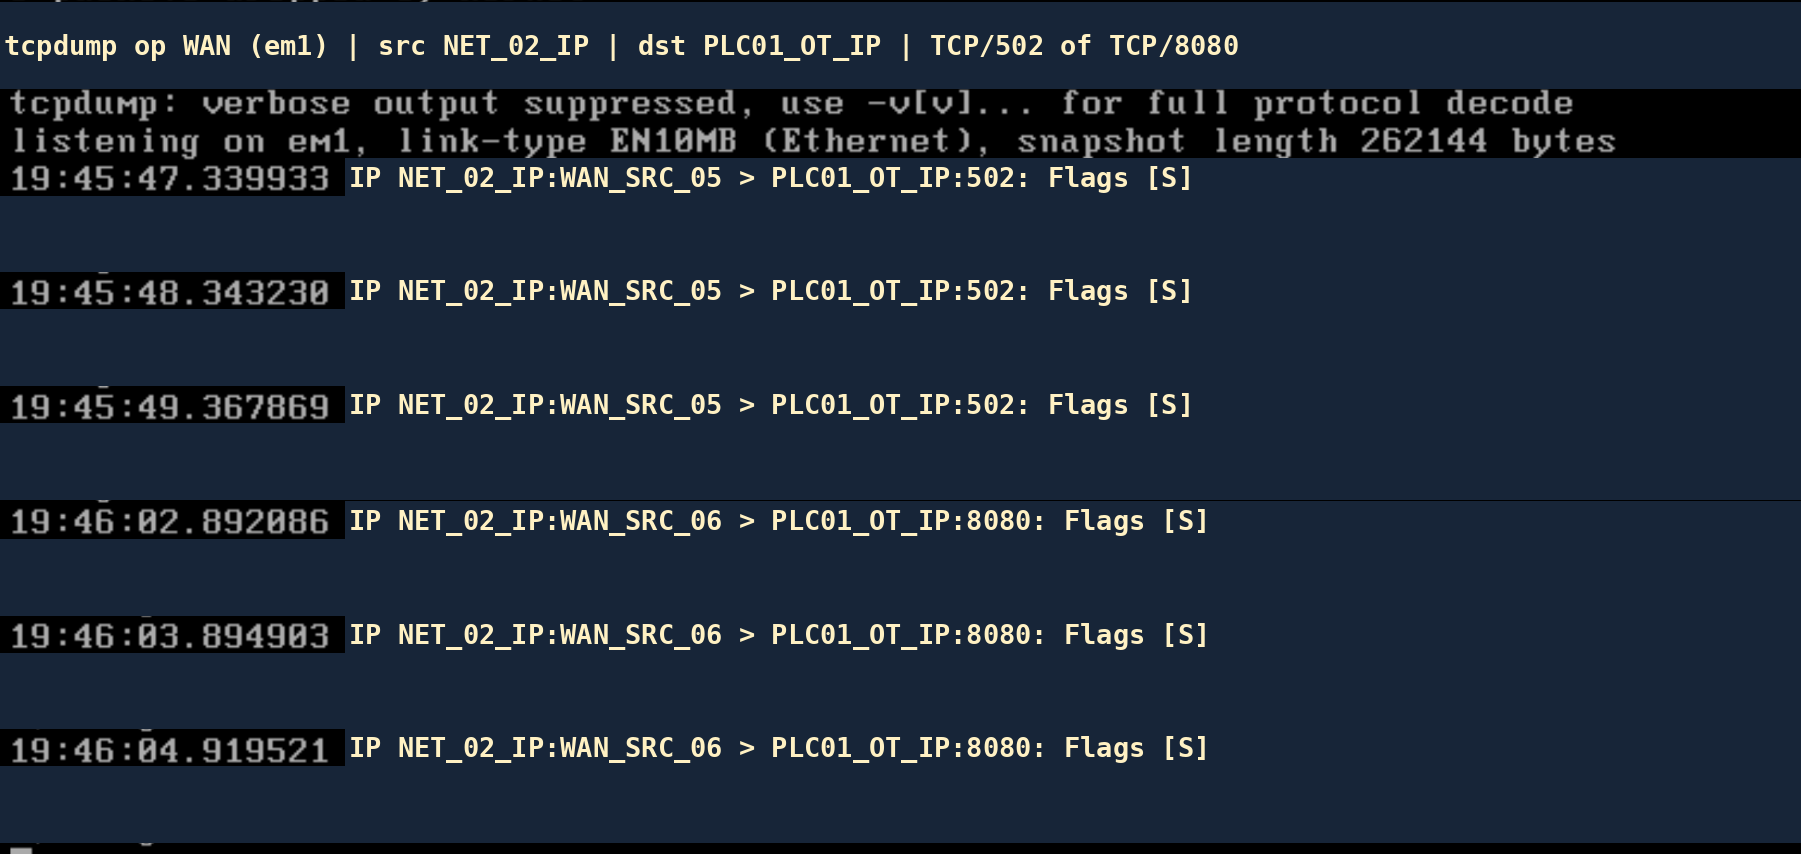 tcpdump op WAN (em1) | src NET_02_IP | dst PLC01_OT_IP | TCP/502 of TCP/8080
tcpdump: verbose output suppressed, use -v[v]... for full protocol decode
listening on em1, link-type EN10MB (Ethernet), snapshot length 262144 bytes
19:45:47.339933 IP NET_02_IP:WAN_SRC_05 > PLC01_OT_IP:502: Flags [S]
19:45:48.343230 IP NET_02_IP:WAN_SRC_05 > PLC01_OT_IP:502: Flags [S]
19:45:49.367869 IP NET_02_IP:WAN_SRC_05 > PLC01_OT_IP:502: Flags [S]
19:46:02.892086 IP NET_02_IP:WAN_SRC_06 > PLC01_OT_IP:8080: Flags [S]
19:46:03.894903 IP NET_02_IP:WAN_SRC_06 > PLC01_OT_IP:8080: Flags [S]
19:46:04.919521 IP NET_02_IP:WAN_SRC_06 > PLC01_OT_IP:8080: Flags [S]